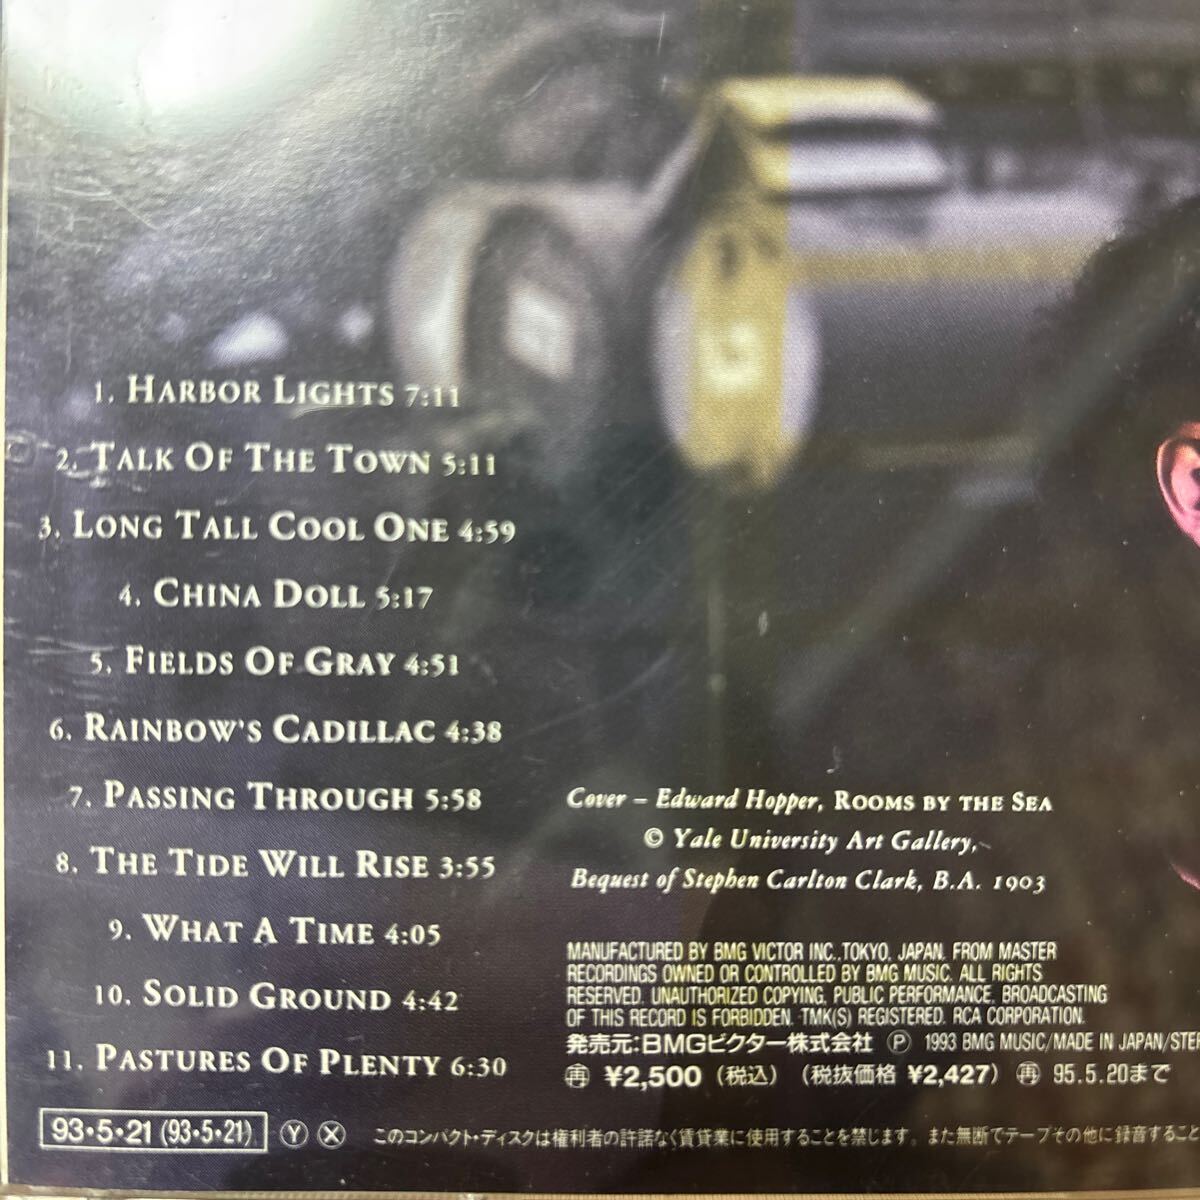 1. HARBOR LIGHTS 7:11
2. TALK OF THE TOWN 5:11
3. LONG TALL COOL ONE 4:59
4. CHINA DOLL 5:17
5. FIELDS OF GRAY 4:51
6. RAINBOW'S CADILLAC 4:38
7. PASSING THROUGH 5:58
8. THE TIDE WILL RISE 3:55
9. WHAT A TIME 4:05
10. SOLID GROUND 4:42
11. PASTURES OF PLENTY 6:30
Cover – Edward Hopper, ROOMS BY THE SEA
© Yale University Art Gallery,
Bequest of Stephen Carlton Clark, B.A. 1903
MANUFACTURED BY BMG VICTOR INC., TOKYO, JAPAN. FROM MASTER
RECORDINGS OWNED OR CONTROLLED BY BMG MUSIC. ALL RIGHTS
RESERVED. UNAUTHORIZED COPYING, PUBLIC PERFORMANCE, BROADCASTING
OF THIS RECORD IS FORBIDDEN. TMK(S) REGISTERED. RCA CORPORATION.
発売元:BMGビクター株式会社 Ⓟ 1993 BMG MUSIC/MADE IN JAPAN/STER
㊢ ¥2,500 (税込) (税抜価格 ¥2,427) ㊢ 95.5.20まで
93・5・21 (93・5・21) Ⓨ Ⓧ このコンパクト・ディスクは権利者の許諾なく賃貸業に使用することを禁じます。また無断でテープその他に録音すること